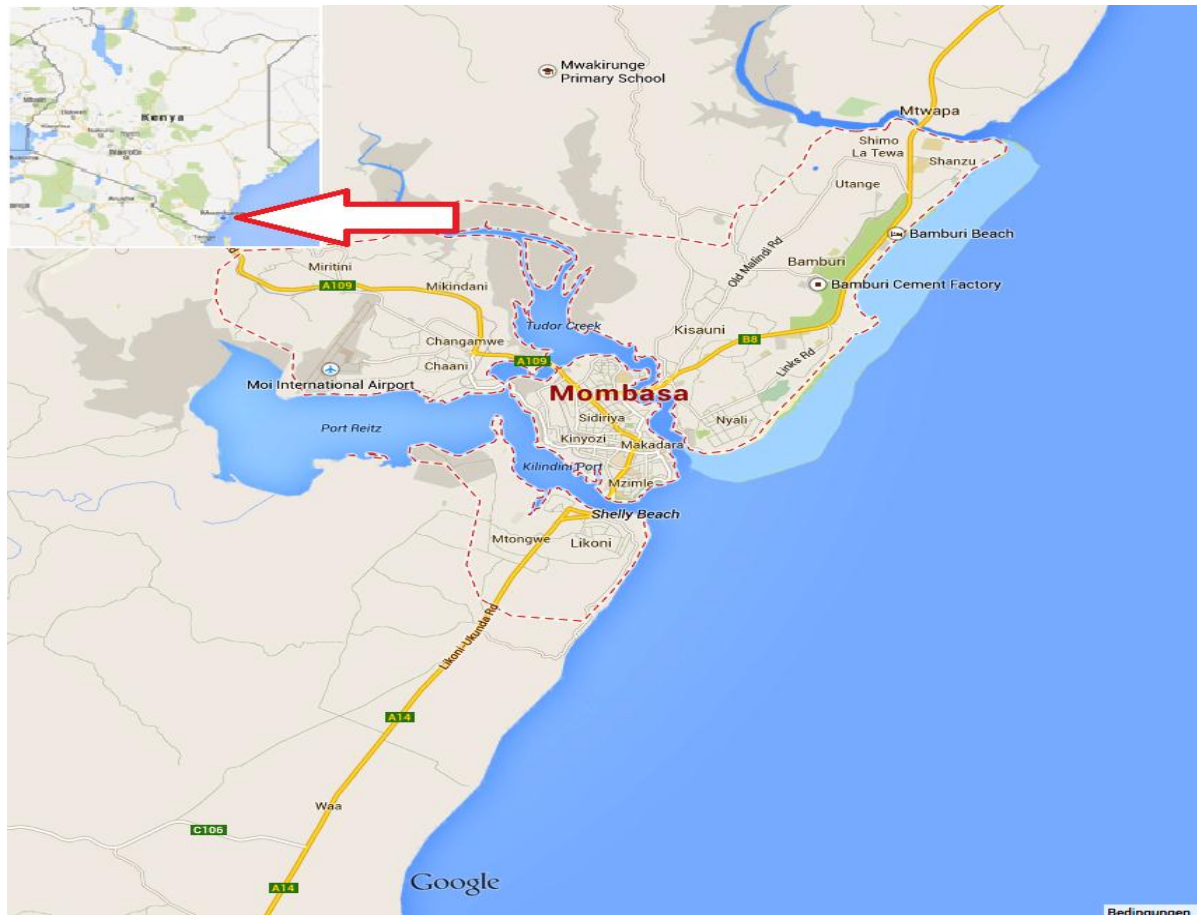 Kenya
Nairobi
Arusha
Mwakirunge
Primary School
Mtwapa
Shimo
La Tewa
Shanzu
Utange
Bamburi Beach
Old Malindi Rd
Bamburi
Bamburi Cement Factory
Miritini
A109
Mikindani
Tudor Creek
Kisauni
B8
Changamwe
A109
Chaani
Links Rd
Moi International Airport
Mombasa
Sidiriya
Nyali
Port Reitz
Kinyozi
Makadara
Kilindini Port
Mzimle
Shelly Beach
Mtongwe
Likoni
Likoni-Ukunda Rd
A14
Waa
C106
A14
Google
Bedingungen